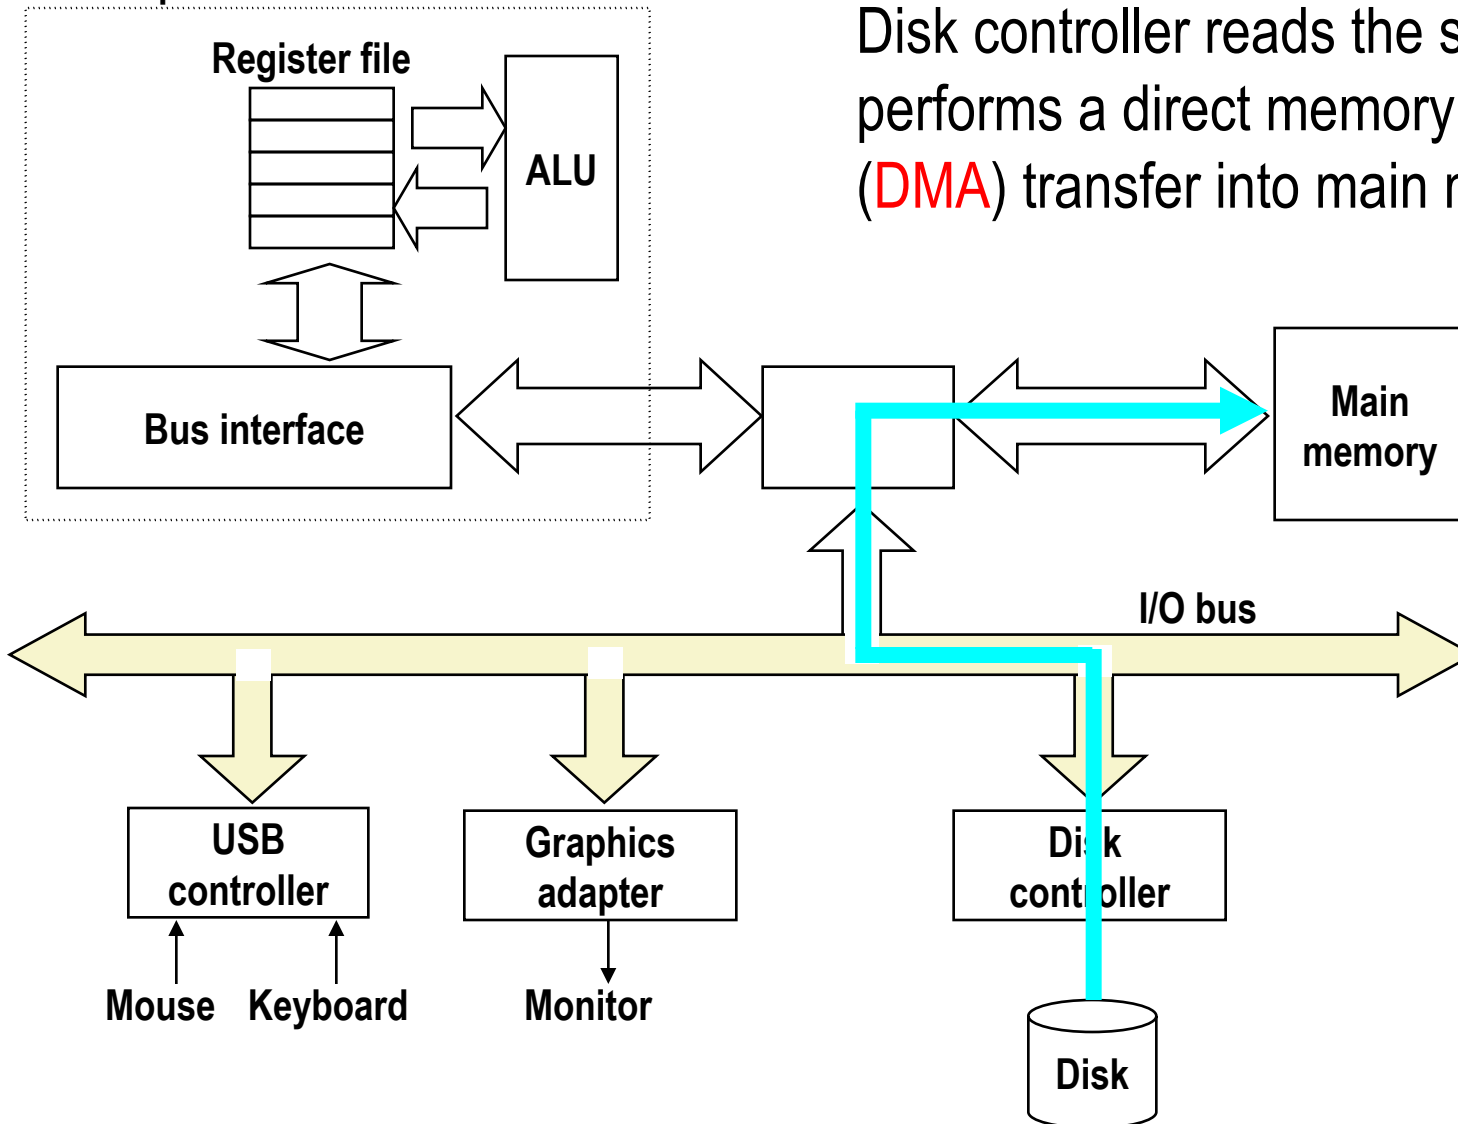 Disk controller reads the s
performs a direct memory
(DMA) transfer into main
Register file
ALU
Bus interface
Main
memory
I/O bus
USB
controller
Graphics
adapter
Disk
controller
Mouse
Keyboard
Monitor
Disk